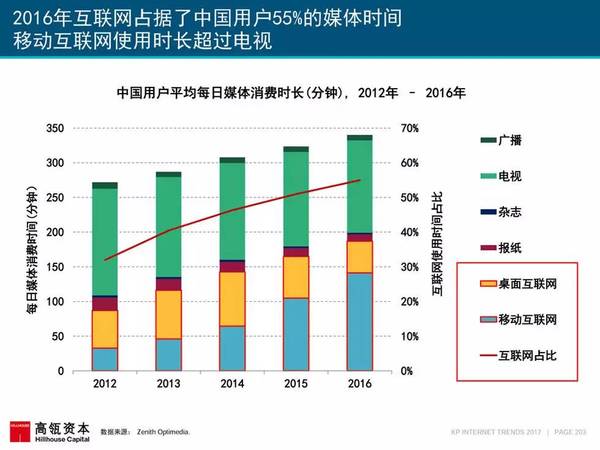 2016年互联网占据了中国用户55%的媒体时间
移动互联网使用时长超过电视
中国用户平均每日媒体消费时长(分钟), 2012年 – 2016年
每日媒体消费时间(分钟)
350
300
250
200
150
100
50
0
70%
60%
50%
40%
30%
20%
10%
0%
互联网使用时间占比
2012
2013
2014
2015
2016
广播
电视
杂志
报纸
桌面互联网
移动互联网
互联网占比
HILLHOUSE
高瓴资本
Hillhouse Capital
数据来源: Zenith Optimedia.
KP INTERNET TRENDS 2017 | PAGE 203